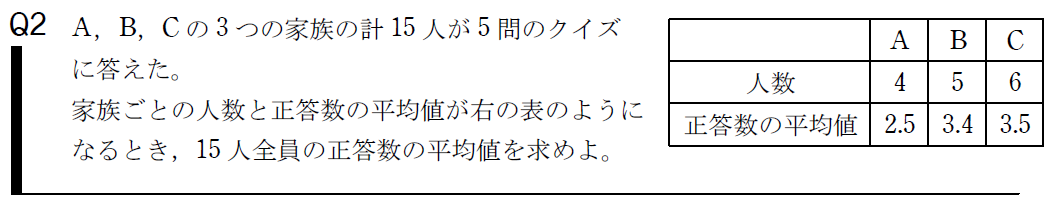 Q2 A，B，Cの3つの家族の計15人が5問のクイズ
に答えた。
家族ごとの人数と正答数の平均値が右の表のように
なるとき，15人全員の正答数の平均値を求めよ。
A B C
人数 4 5 6
正答数の平均値 2.5 3.4 3.5